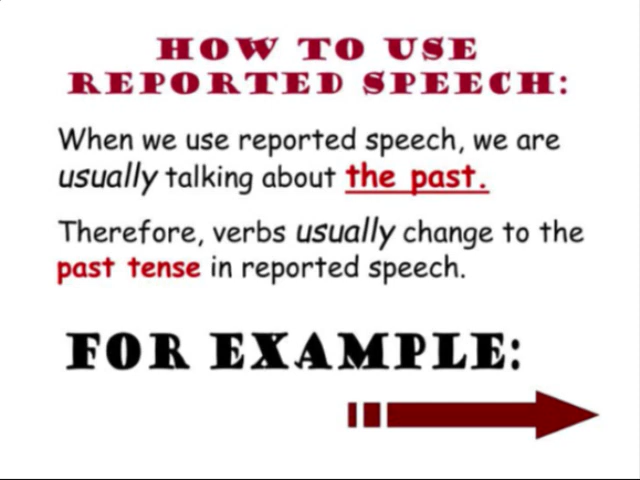 HOW TO USE
REPORTED SPEECH:
When we use reported speech, we are
usually talking about the past.
Therefore, verbs usually change to the
past tense in reported speech.
FOR EXAMPLE: